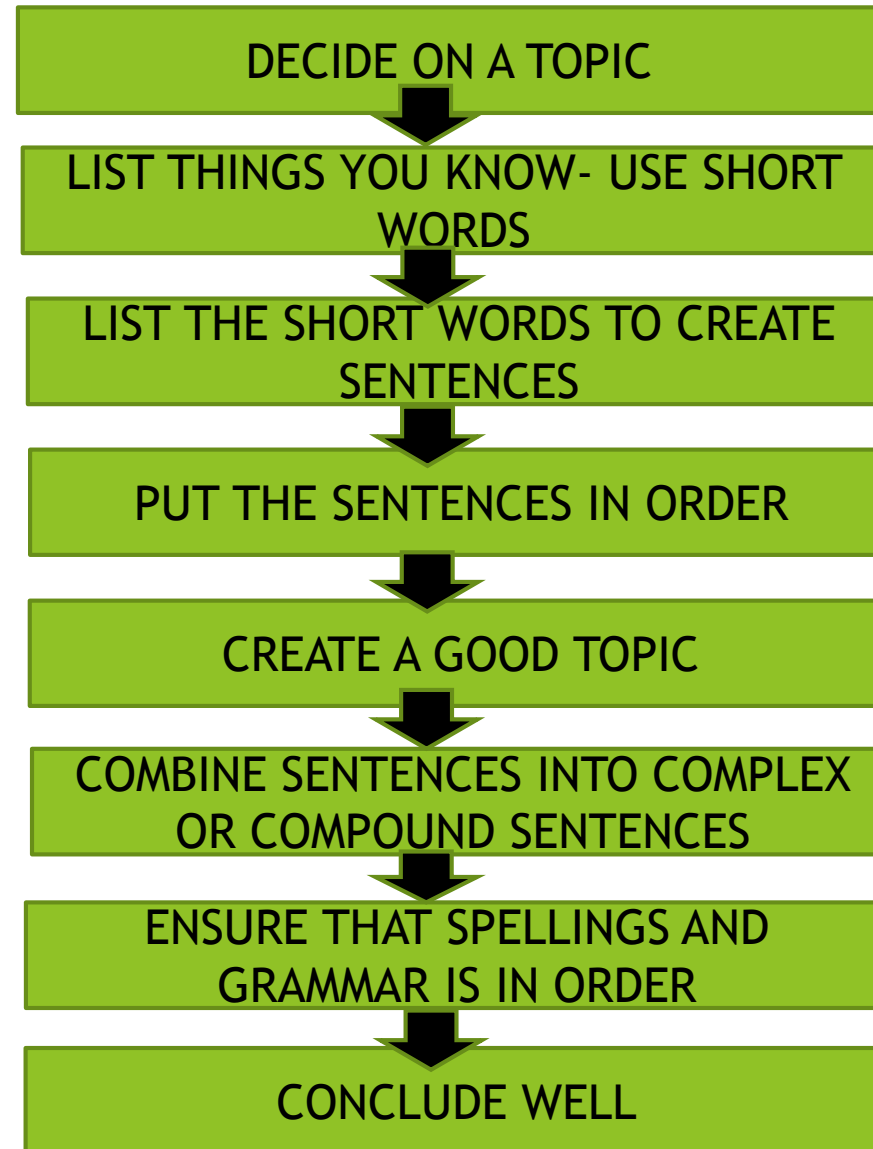 DECIDE ON A TOPIC
LIST THINGS YOU KNOW- USE SHORT
WORDS
LIST THE SHORT WORDS TO CREATE
SENTENCES
PUT THE SENTENCES IN ORDER
CREATE A GOOD TOPIC
COMBINE SENTENCES INTO COMPLEX
OR COMPOUND SENTENCES
ENSURE THAT SPELLINGS AND
GRAMMAR IS IN ORDER
CONCLUDE WELL